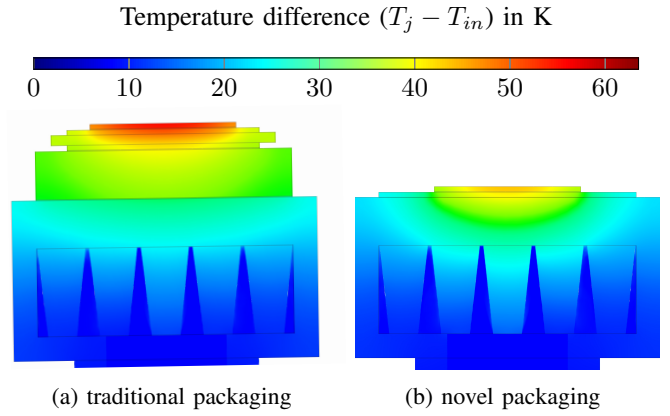 Temperature difference (T_j − T_in) in K
0 10 20 30 40 50 60
(a) traditional packaging (b) novel packaging